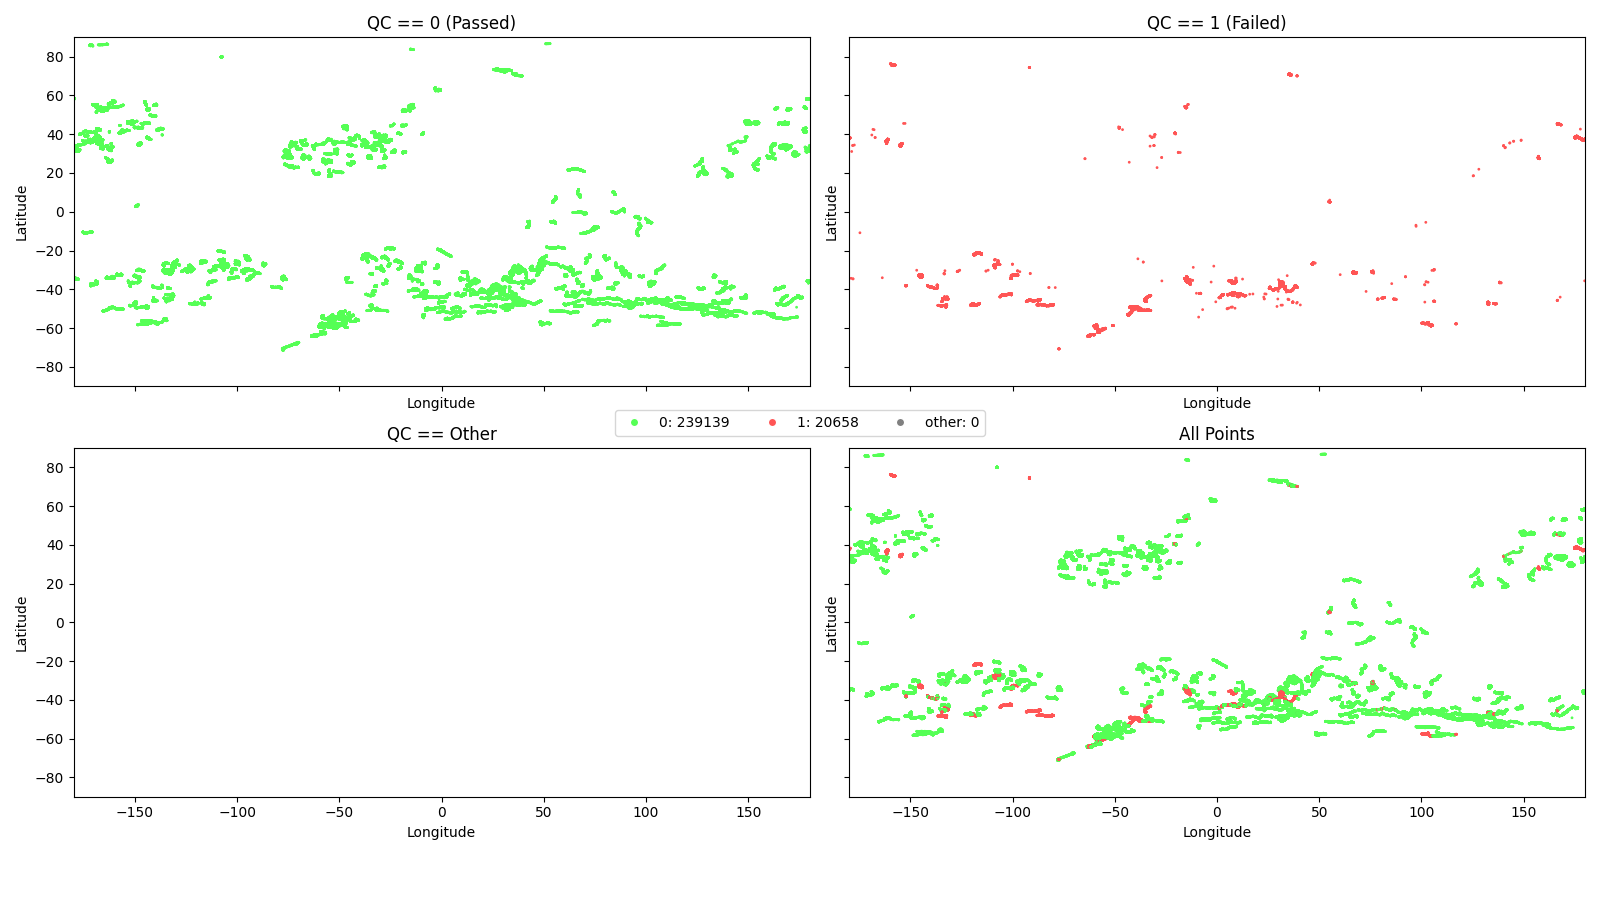 QC == 0 (Passed)
QC == 1 (Failed)
80
60
40
20
0
−20
−40
−60
−80
Latitude
Latitude
Longitude
Longitude
0: 239139
1: 20658
other: 0
QC == Other
All Points
80
60
40
20
0
−20
−40
−60
−80
Latitude
Latitude
−150
−100
−50
0
50
100
150
−150
−100
−50
0
50
100
150
Longitude
Longitude